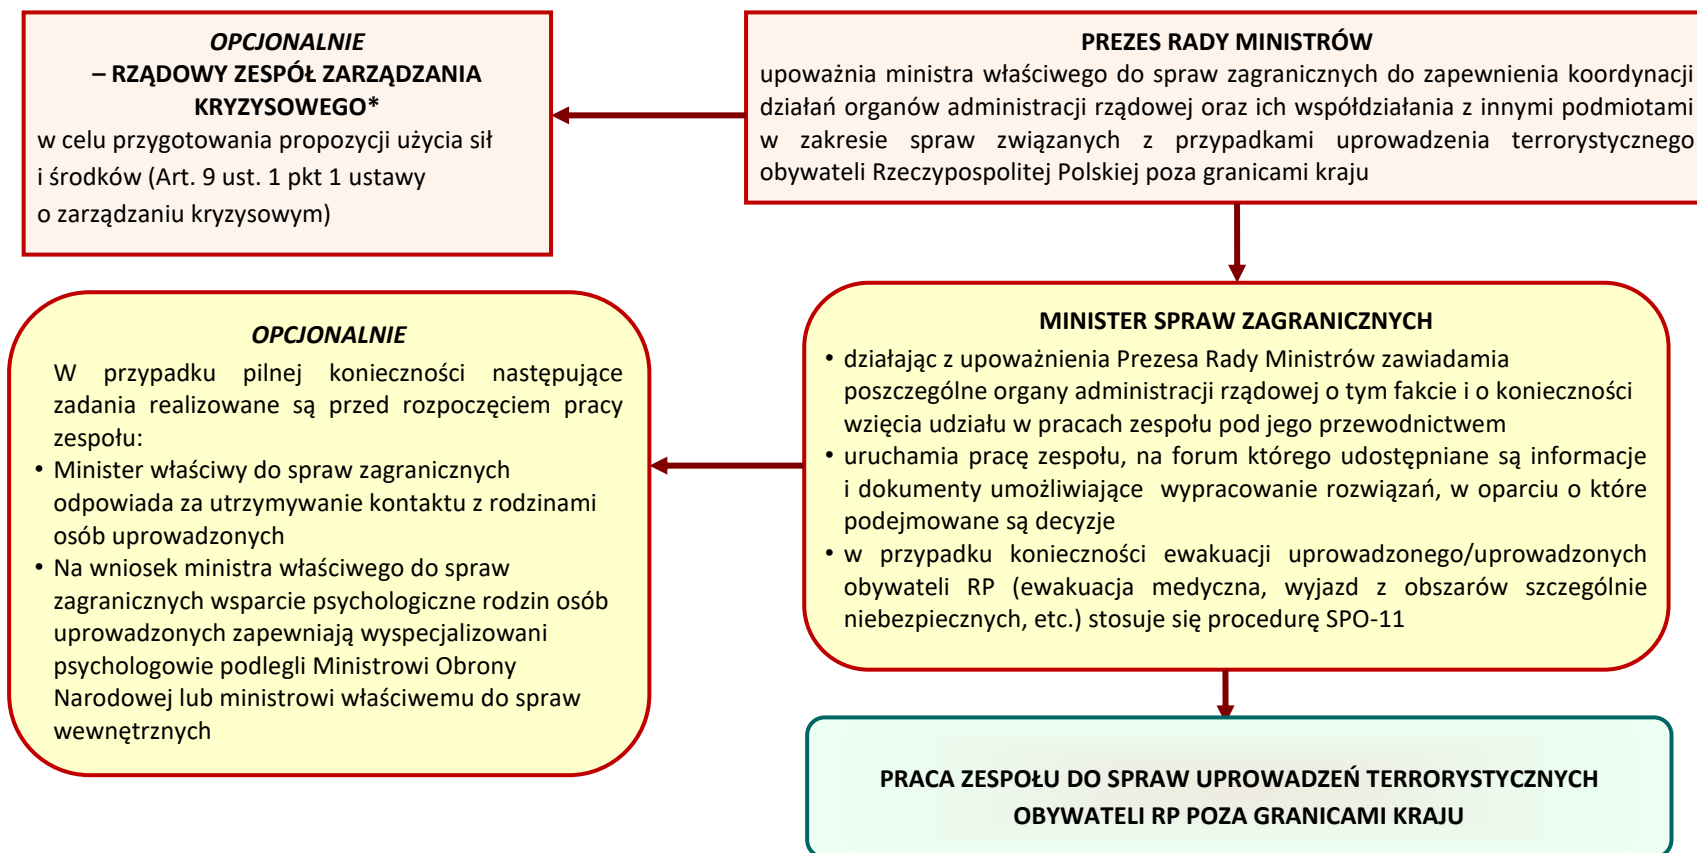 OPCJONALNIE
– RZĄDOWY ZESPÓŁ ZARZĄDZANIA
KRYZYSOWEGO*
w celu przygotowania propozycji użycia sił
i środków (Art. 9 ust. 1 pkt 1 ustawy
o zarządzaniu kryzysowym)
PREZES RADY MINISTRÓW
upoważnia ministra właściwego do spraw zagranicznych do zapewnienia koordynacji
działań organów administracji rządowej oraz ich współdziałania z innymi podmiotami
w zakresie spraw związanych z przypadkami uprowadzenia terrorystycznego
obywateli Rzeczypospolitej Polskiej poza granicami kraju
OPCJONALNIE
W przypadku pilnej konieczności następujące
zadania realizowane są przed rozpoczęciem pracy
zespołu:
• Minister właściwy do spraw zagranicznych
odpowiada za utrzymywanie kontaktu z rodzinami
osób uprowadzonych
• Na wniosek ministra właściwego do spraw
zagranicznych wsparcie psychologiczne rodzin osób
uprowadzonych zapewniają wyspecjalizowani
psychologowie podlegli Ministrowi Obrony
Narodowej lub ministrowi właściwemu do spraw
wewnętrznych
MINISTER SPRAW ZAGRANICZNYCH
• działając z upoważnienia Prezesa Rady Ministrów zawiadamia
poszczególne organy administracji rządowej o tym fakcie i o konieczności
wzięcia udziału w pracach zespołu pod jego przewodnictwem
• uruchamia pracę zespołu, na forum którego udostępniane są informacje
i dokumenty umożliwiające wypracowanie rozwiązań, w oparciu o które
podejmowane są decyzje
• w przypadku konieczności ewakuacji uprowadzonego/uprowadzonych
obywateli RP (ewakuacja medyczna, wyjazd z obszarów szczególnie
niebezpiecznych, etc.) stosuje się procedurę SPO-11
PRACA ZESPOŁU DO SPRAW UPROWADZEŃ TERRORYSTYCZNYCH
OBYWATELI RP POZA GRANICAMI KRAJU